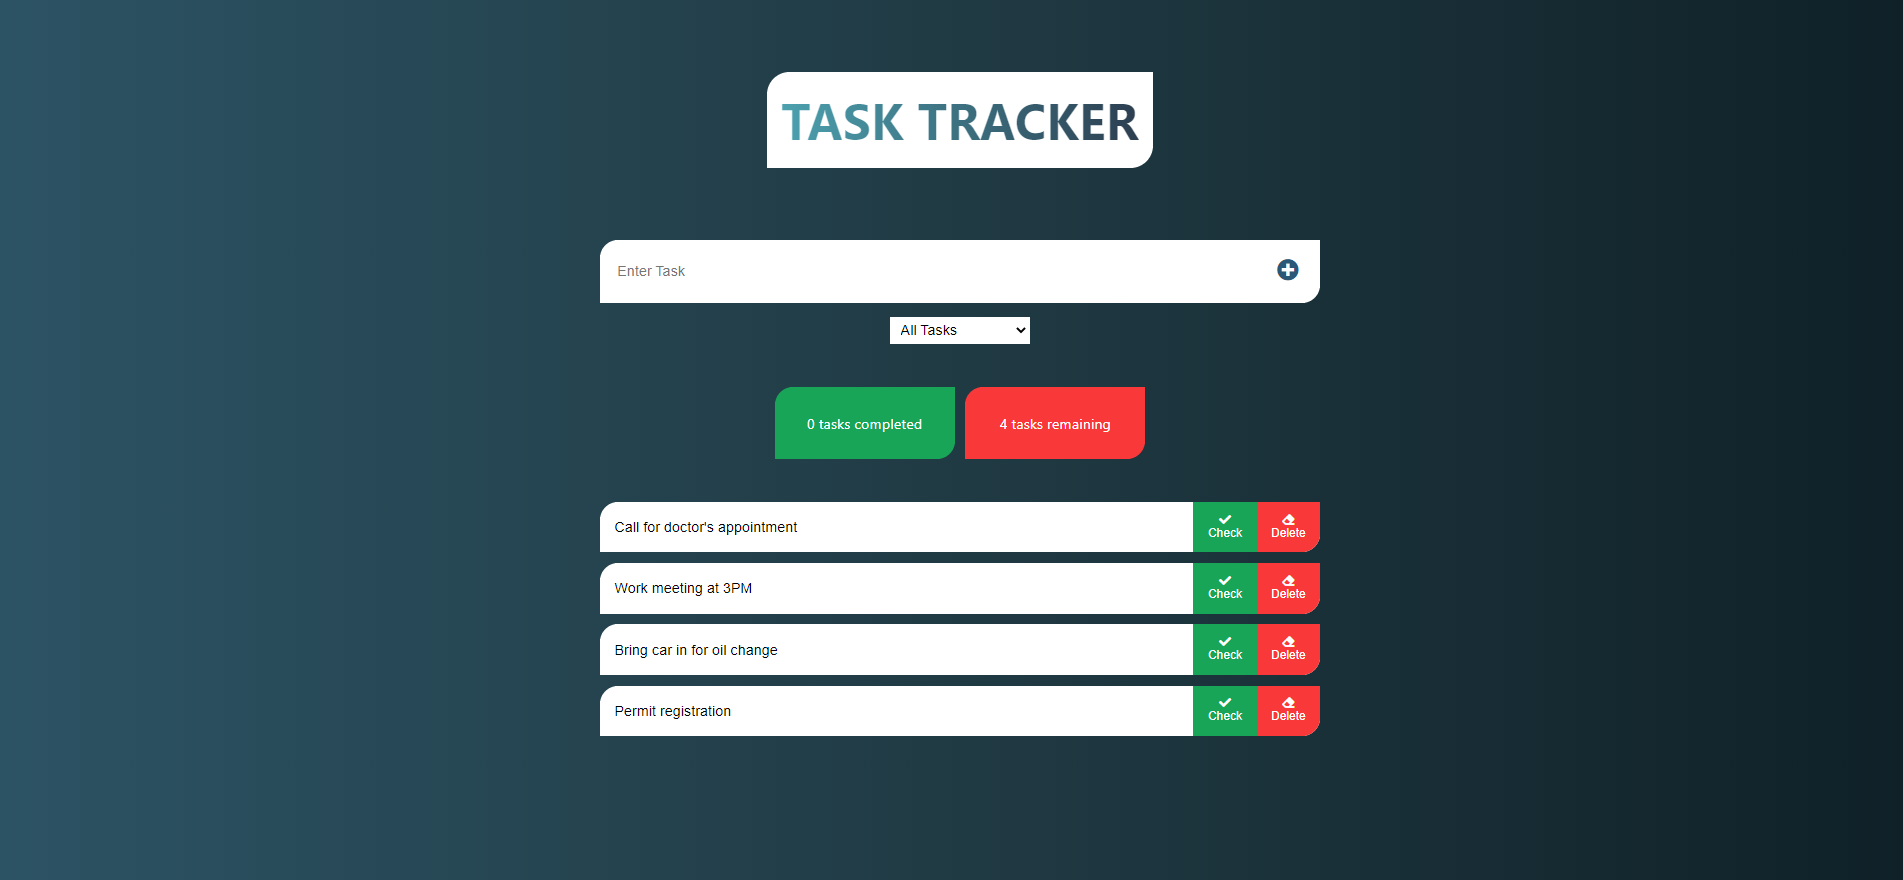 TASK TRACKER
Enter Task
All Tasks
0 tasks completed
4 tasks remaining
Call for doctor's appointment
Check
Delete
Work meeting at 3PM
Check
Delete
Bring car in for oil change
Check
Delete
Permit registration
Check
Delete